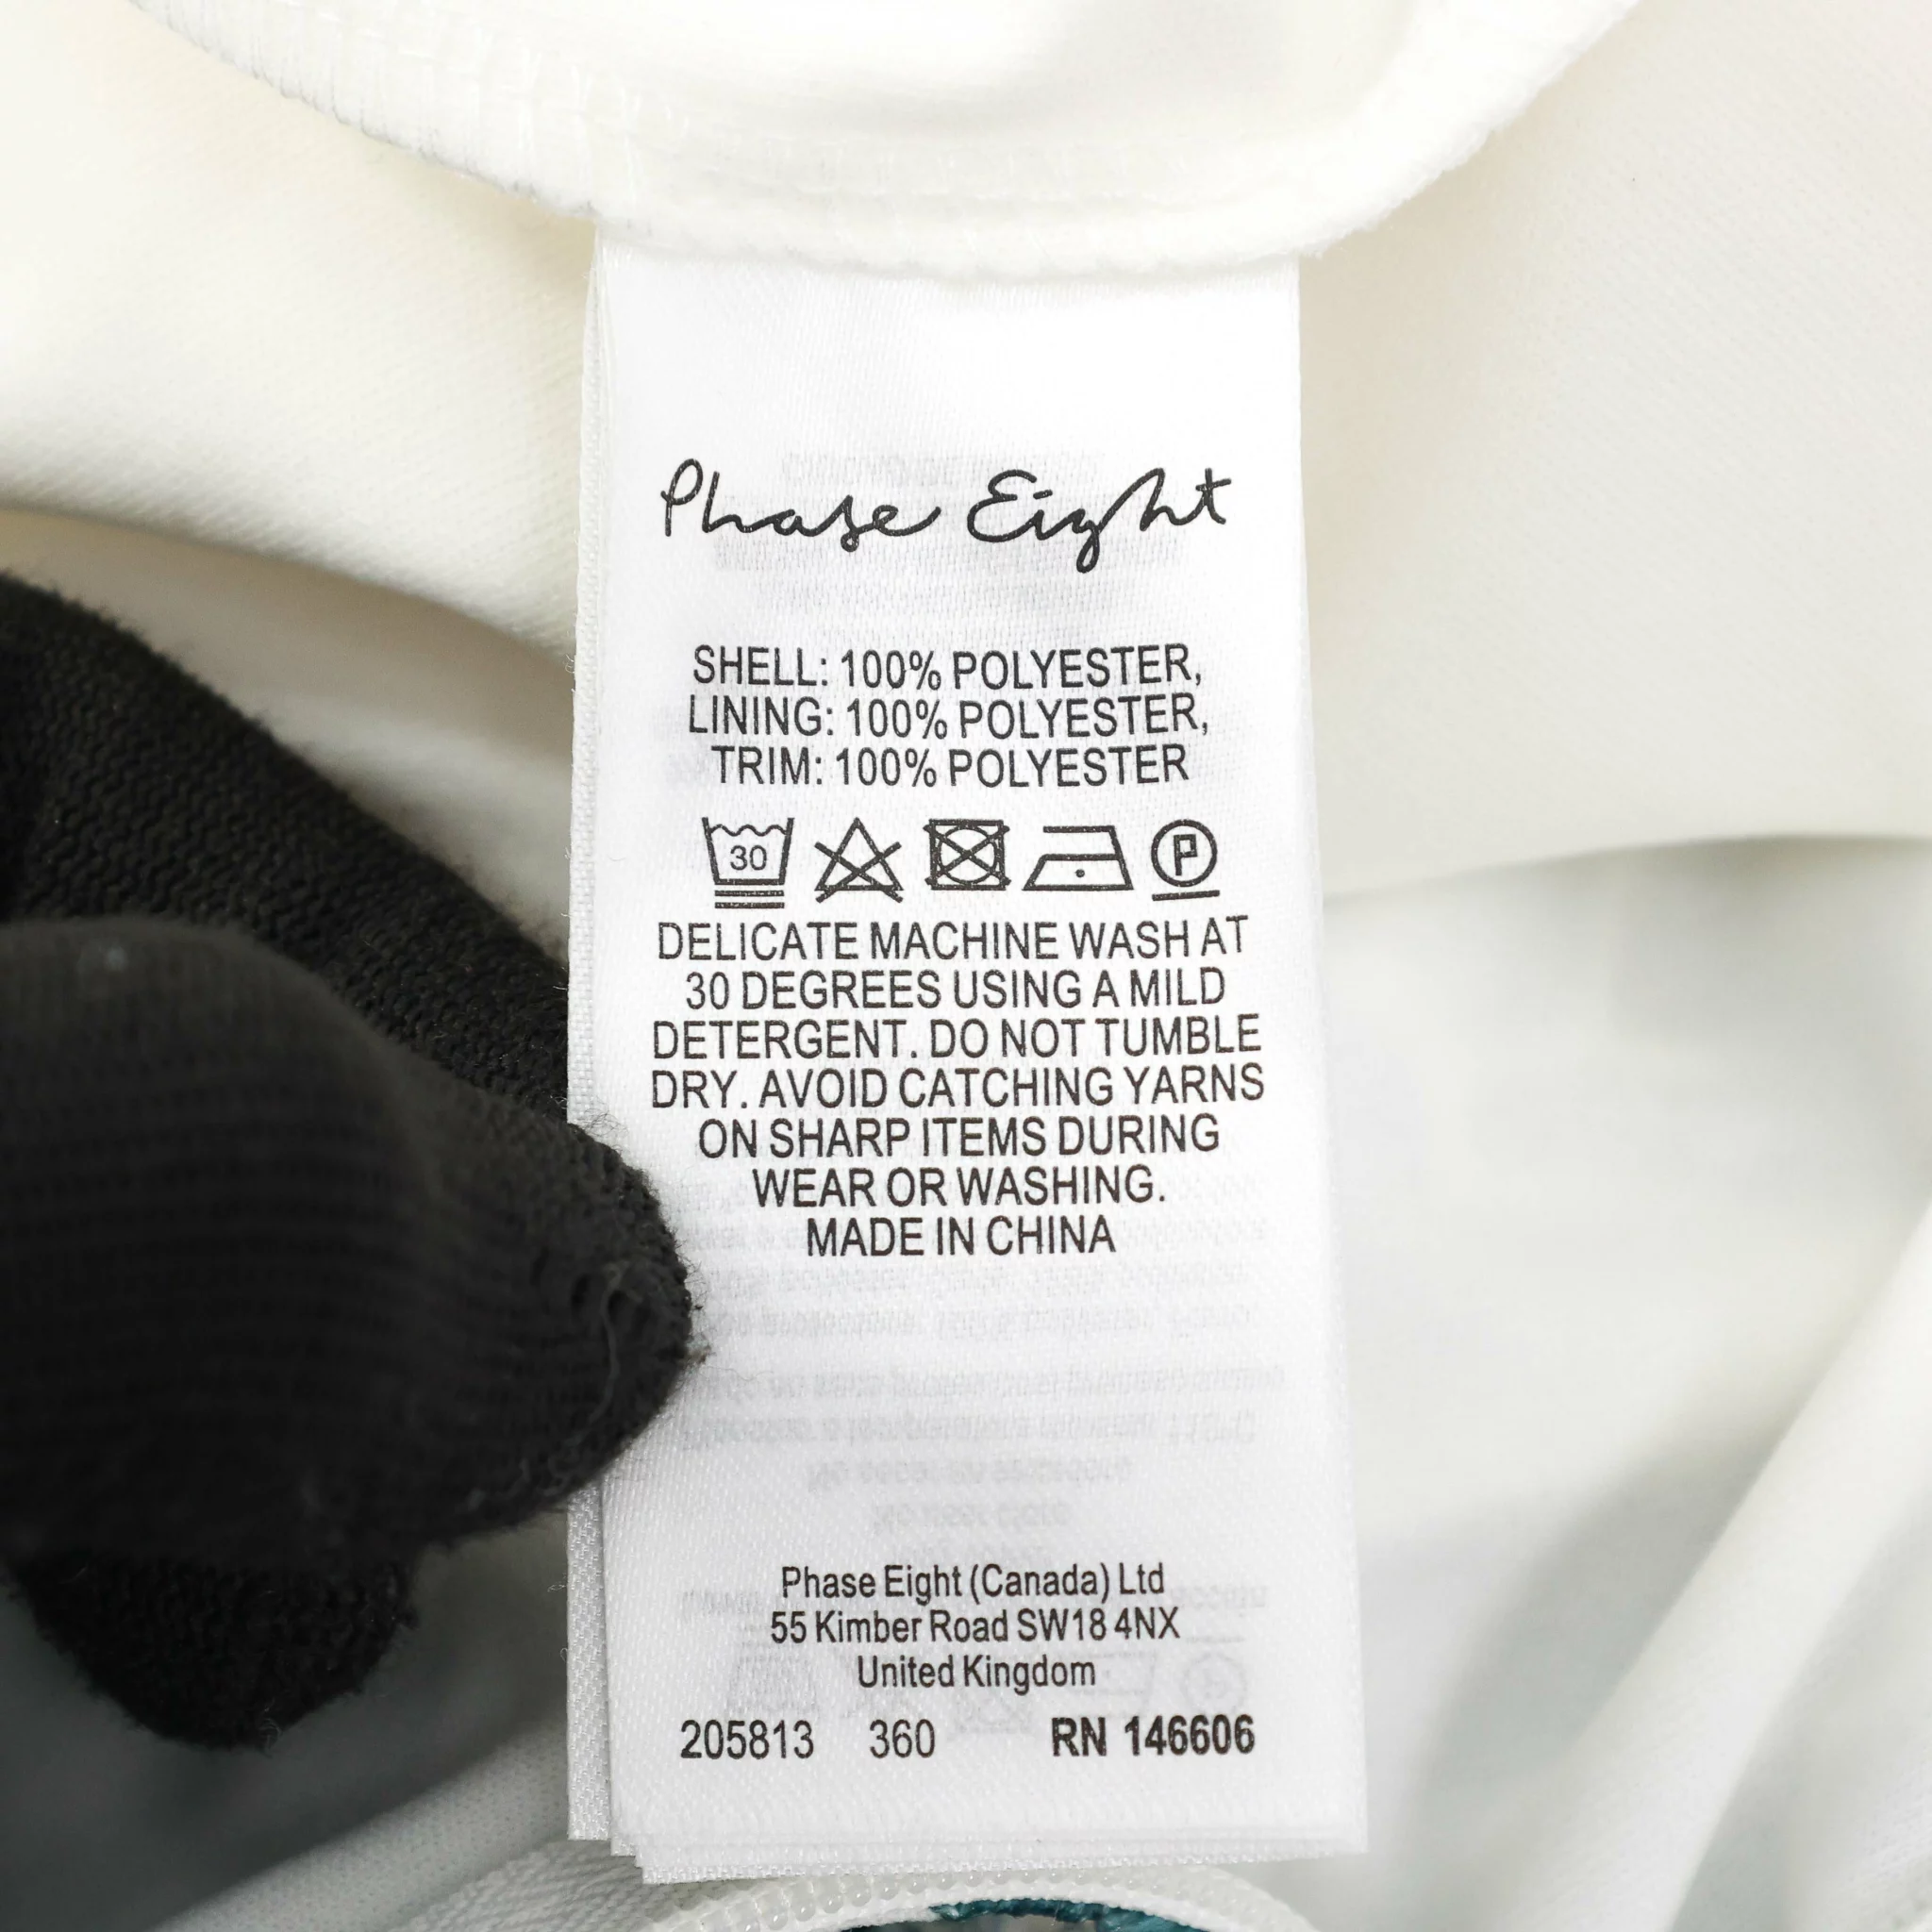 Phase Eight
SHELL: 100% POLYESTER,
LINING: 100% POLYESTER,
TRIM: 100% POLYESTER
30 P
DELICATE MACHINE WASH AT
30 DEGREES USING A MILD
DETERGENT. DO NOT TUMBLE
DRY. AVOID CATCHING YARNS
ON SHARP ITEMS DURING
WEAR OR WASHING.
MADE IN CHINA
Phase Eight (Canada) Ltd
55 Kimber Road SW18 4NX
United Kingdom
205813 360 RN 146606